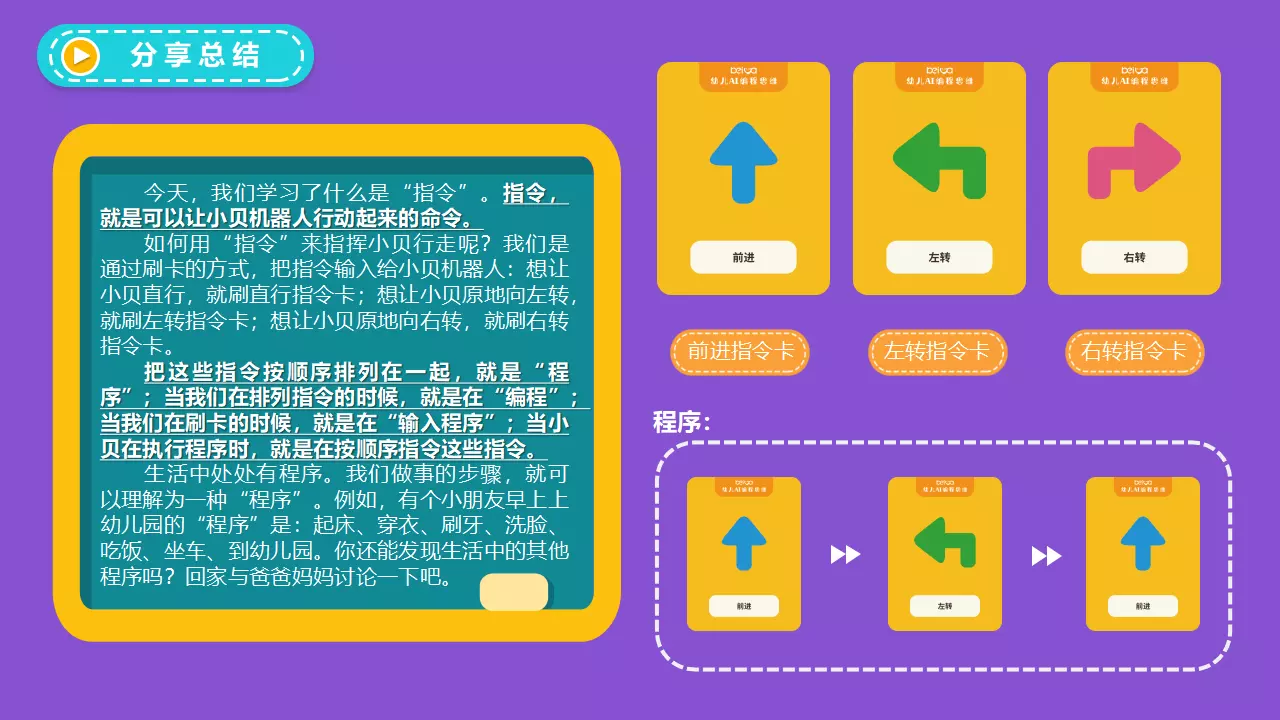 分享总结
今天，我们学习了什么是“指令”。指令，
就是可以让小贝机器人行动起来的命令。
如何用“指令”来指挥小贝行走呢？我们是
通过刷卡的方式，把指令输入给小贝机器人：想让
小贝直行，就刷直行指令卡；想让小贝原地向左转，
就刷左转指令卡；想让小贝原地向右转，就刷右转
指令卡。
把这些指令按顺序排列在一起，就是“程
序”；当我们在排列指令的时候，就是在“编程”；
当我们在刷卡的时候，就是在“输入程序”；当小
贝在执行程序时，就是在按顺序指令这些指令。
生活中处处有程序。我们做事的步骤，就可
以理解为一种“程序”。例如，有个小朋友早上上
幼儿园的“程序”是：起床、穿衣、刷牙、洗脸、
吃饭、坐车、到幼儿园。你还能发现生活中的其他
程序吗？回家与爸爸妈妈讨论一下吧。
beiya
幼儿AI编程思维
前进
beiya
幼儿AI编程思维
左转
beiya
幼儿AI编程思维
右转
前进指令卡
左转指令卡
右转指令卡
程序：
beiya
幼儿AI编程思维
前进
beiya
幼儿AI编程思维
左转
beiya
幼儿AI编程思维
前进